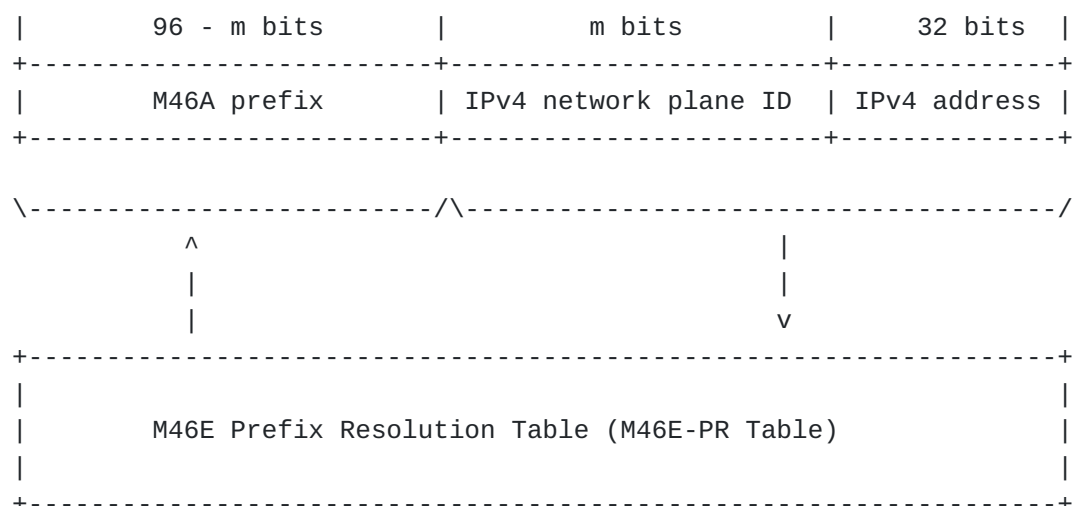 |        96 - m bits       |         m bits         |     32 bits  |
+--------------------------+------------------------+--------------+
|        M46A prefix       | IPv4 network plane ID  | IPv4 address |
+--------------------------+------------------------+--------------+
\--------------------------/\-------------------------------------/
           ^                                     |
           |                                     |
           |                                     v
+------------------------------------------------------------------+
|                                                                  |
|        M46E Prefix Resolution Table (M46E-PR Table)              |
|                                                                  |
+------------------------------------------------------------------+